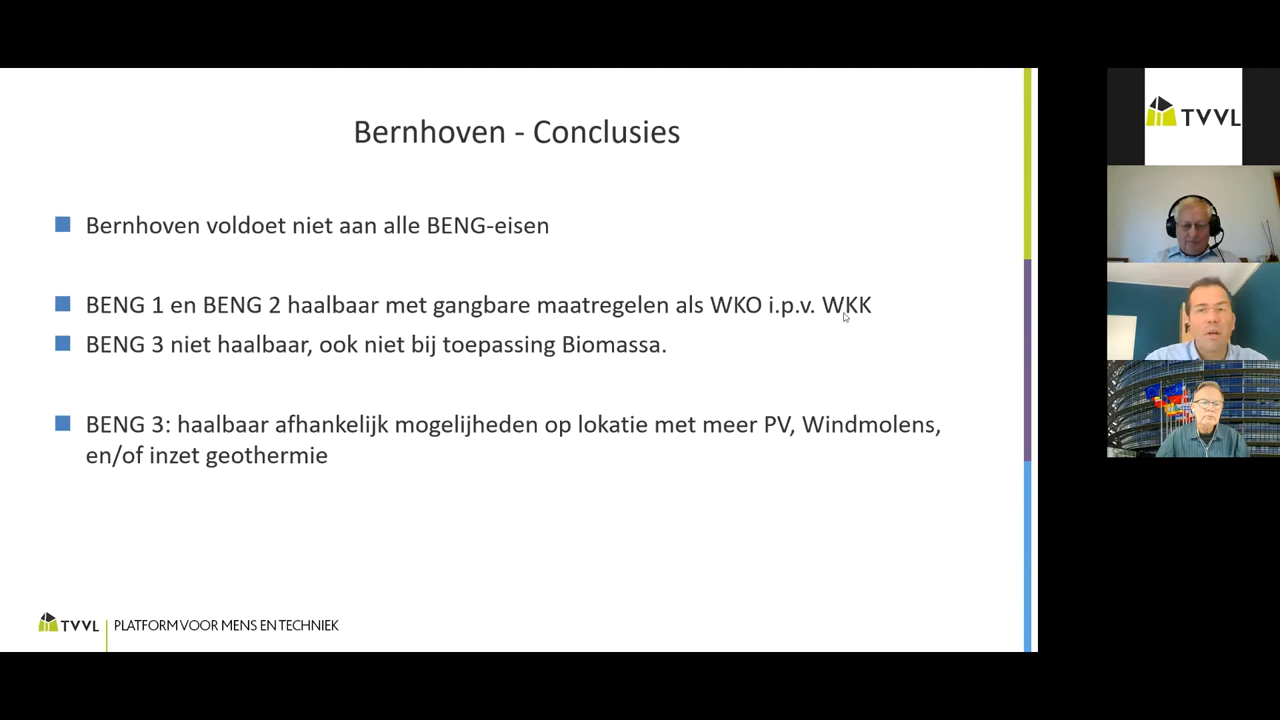 Bernhoven - Conclusies
Bernhoven voldoet niet aan alle BENG-eisen
BENG 1 en BENG 2 haalbaar met gangbare maatregelen als WKO i.p.v. WKK
BENG 3 niet haalbaar, ook niet bij toepassing Biomassa.
BENG 3: haalbaar afhankelijk mogelijheden op lokatie met meer PV, Windmolens,
en/of inzet geothermie
TVVL PLATFORM VOOR MENS EN TECHNIEK
TVVL